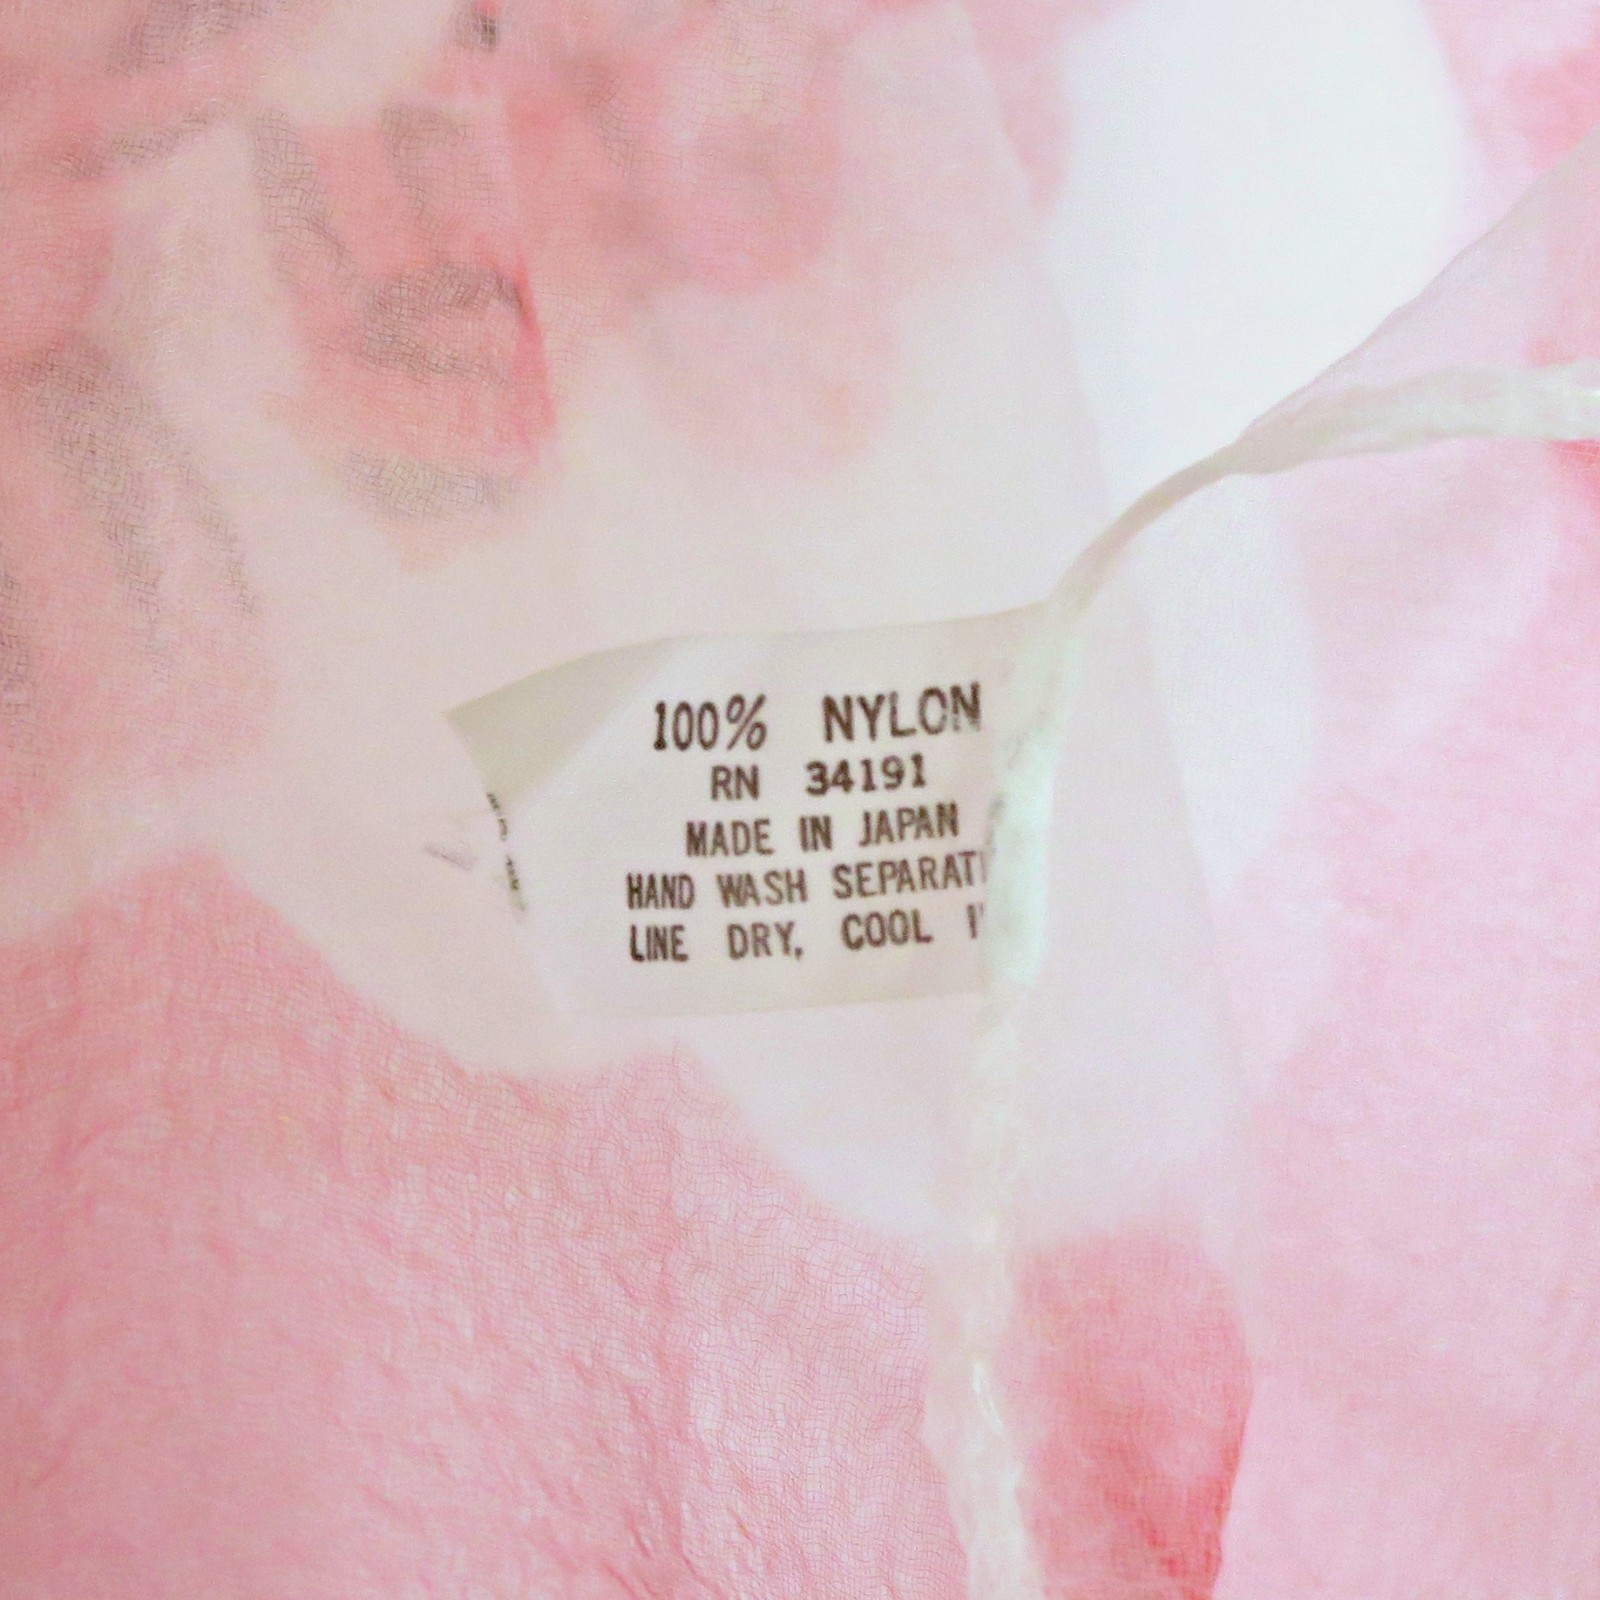 100% NYLON
RN 34191
MADE IN JAPAN
HAND WASH SEPARAT
LINE DRY, COOL